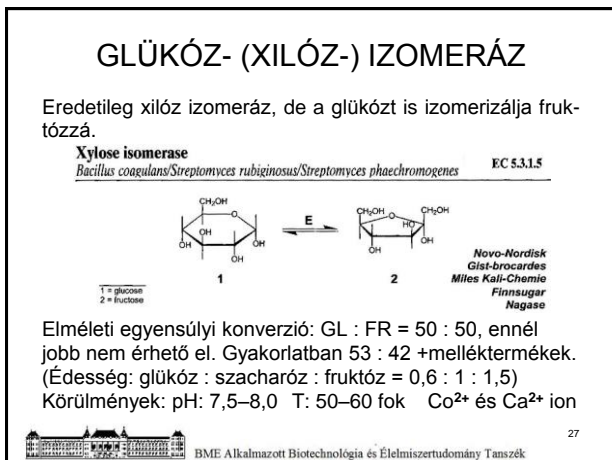 GLÜKÓZ- (XILÓZ-) IZOMERÁZ
Eredetileg xilóz izomeráz, de a glükózt is izomerizálja fruk-
tózzá.
Xylose isomerase
EC 5.3.1.5
Bacillus coagulans/Streptomyces rubiginosus/Streptomyces phaechromogenes
CH₂OH
O
OH
OH
OH
OH
1
E
CH₂OH
O
CH₂OH
HO
OH
OH
2
1 = glucose
2 = fructose
Novo-Nordisk
Gist-brocardes
Miles Kali-Chemie
Finnsugar
Nagase
Elméleti egyensúlyi konverzió: GL : FR = 50 : 50, ennél
jobb nem érhető el. Gyakorlatban 53 : 42 +melléktermékek.
(Édesség: glükóz : szacharóz : fruktóz = 0,6 : 1 : 1,5)
Körülmények: pH: 7,5–8,0 T: 50–60 fok Co²⁺ és Ca²⁺ ion
27
BME Alkalmazott Biotechnológia és Élelmiszertudomány Tanszék